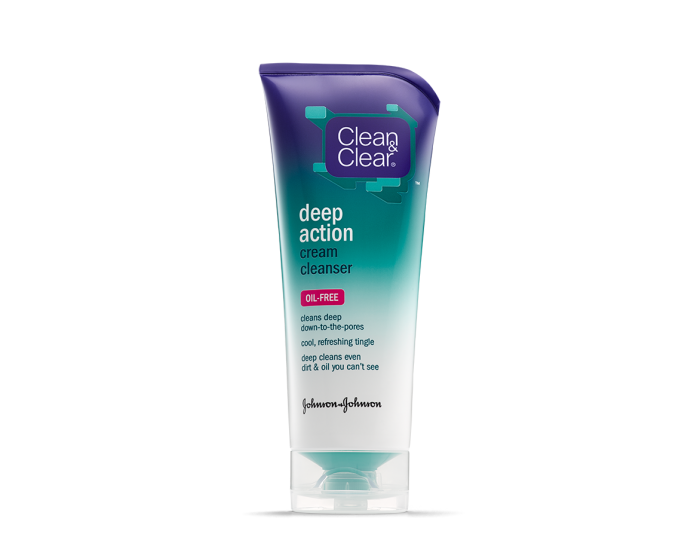 Clean &
Clear®
™
deep
action
cream
cleanser
OIL-FREE
cleans deep
down-to-the-pores
cool, refreshing tingle
deep cleans even
dirt & oil you can't see
Johnson & Johnson